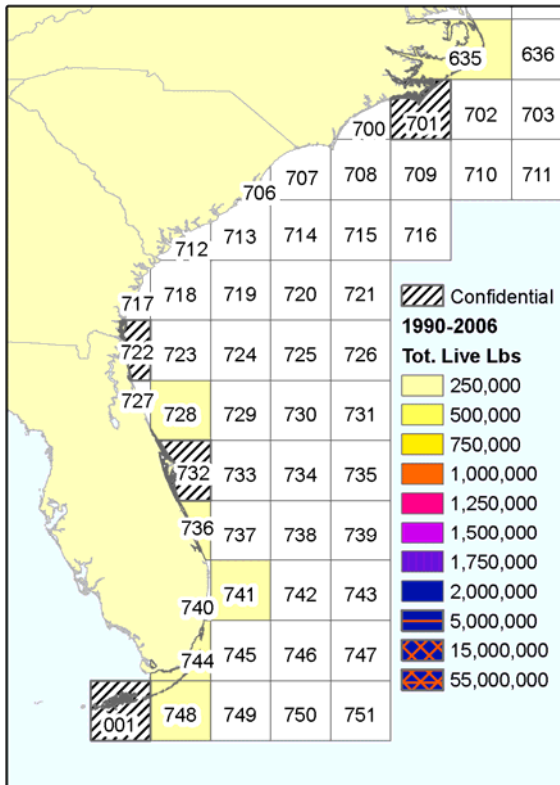 635 636
700 701 702 703
706 707 708 709 710 711
712 713 714 715 716
717 718 719 720 721
722 723 724 725 726
727 728 729 730 731
732 733 734 735
736 737 738 739
740 741 742 743
744 745 746 747
001 748 749 750 751
Confidential
1990-2006
Tot. Live Lbs
250,000
500,000
750,000
1,000,000
1,250,000
1,500,000
1,750,000
2,000,000
5,000,000
15,000,000
55,000,000